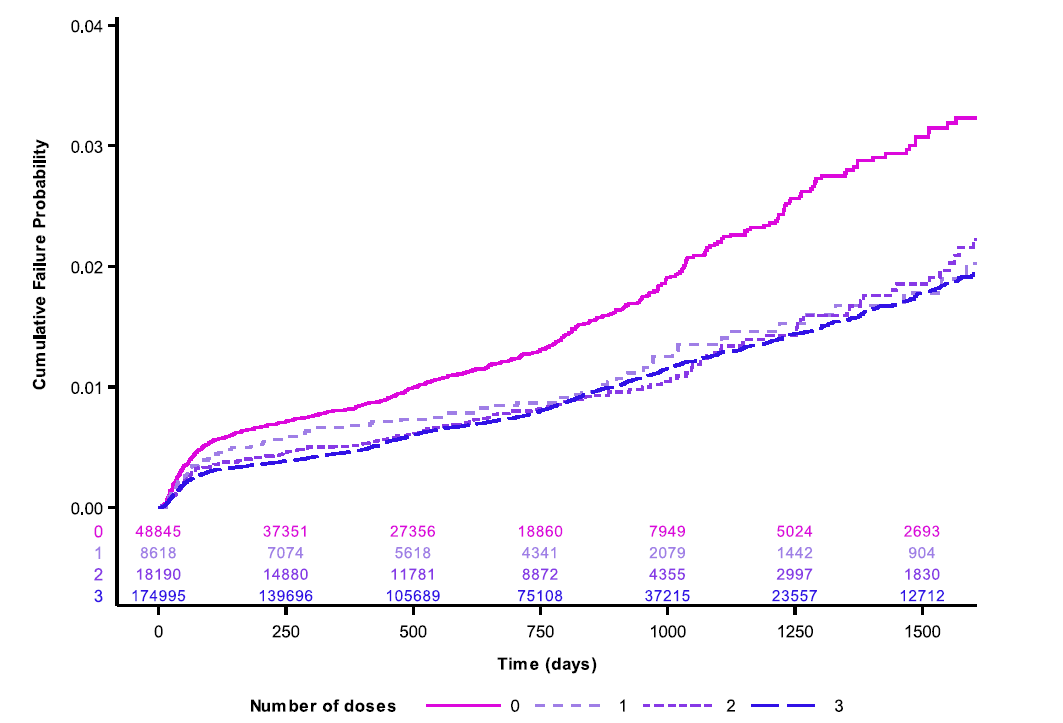 0.04
0.03
0.02
0.01
0.00
Cumulative Failure Probability
0 48845 37351 27356 18860 7949 5024 2693
1 8618 7074 5618 4341 2079 1442 904
2 18190 14880 11781 8872 4355 2997 1830
3 174995 139696 105689 75108 37215 23557 12712
0 250 500 750 1000 1250 1500
Time (days)
Number of doses 0 1 2 3